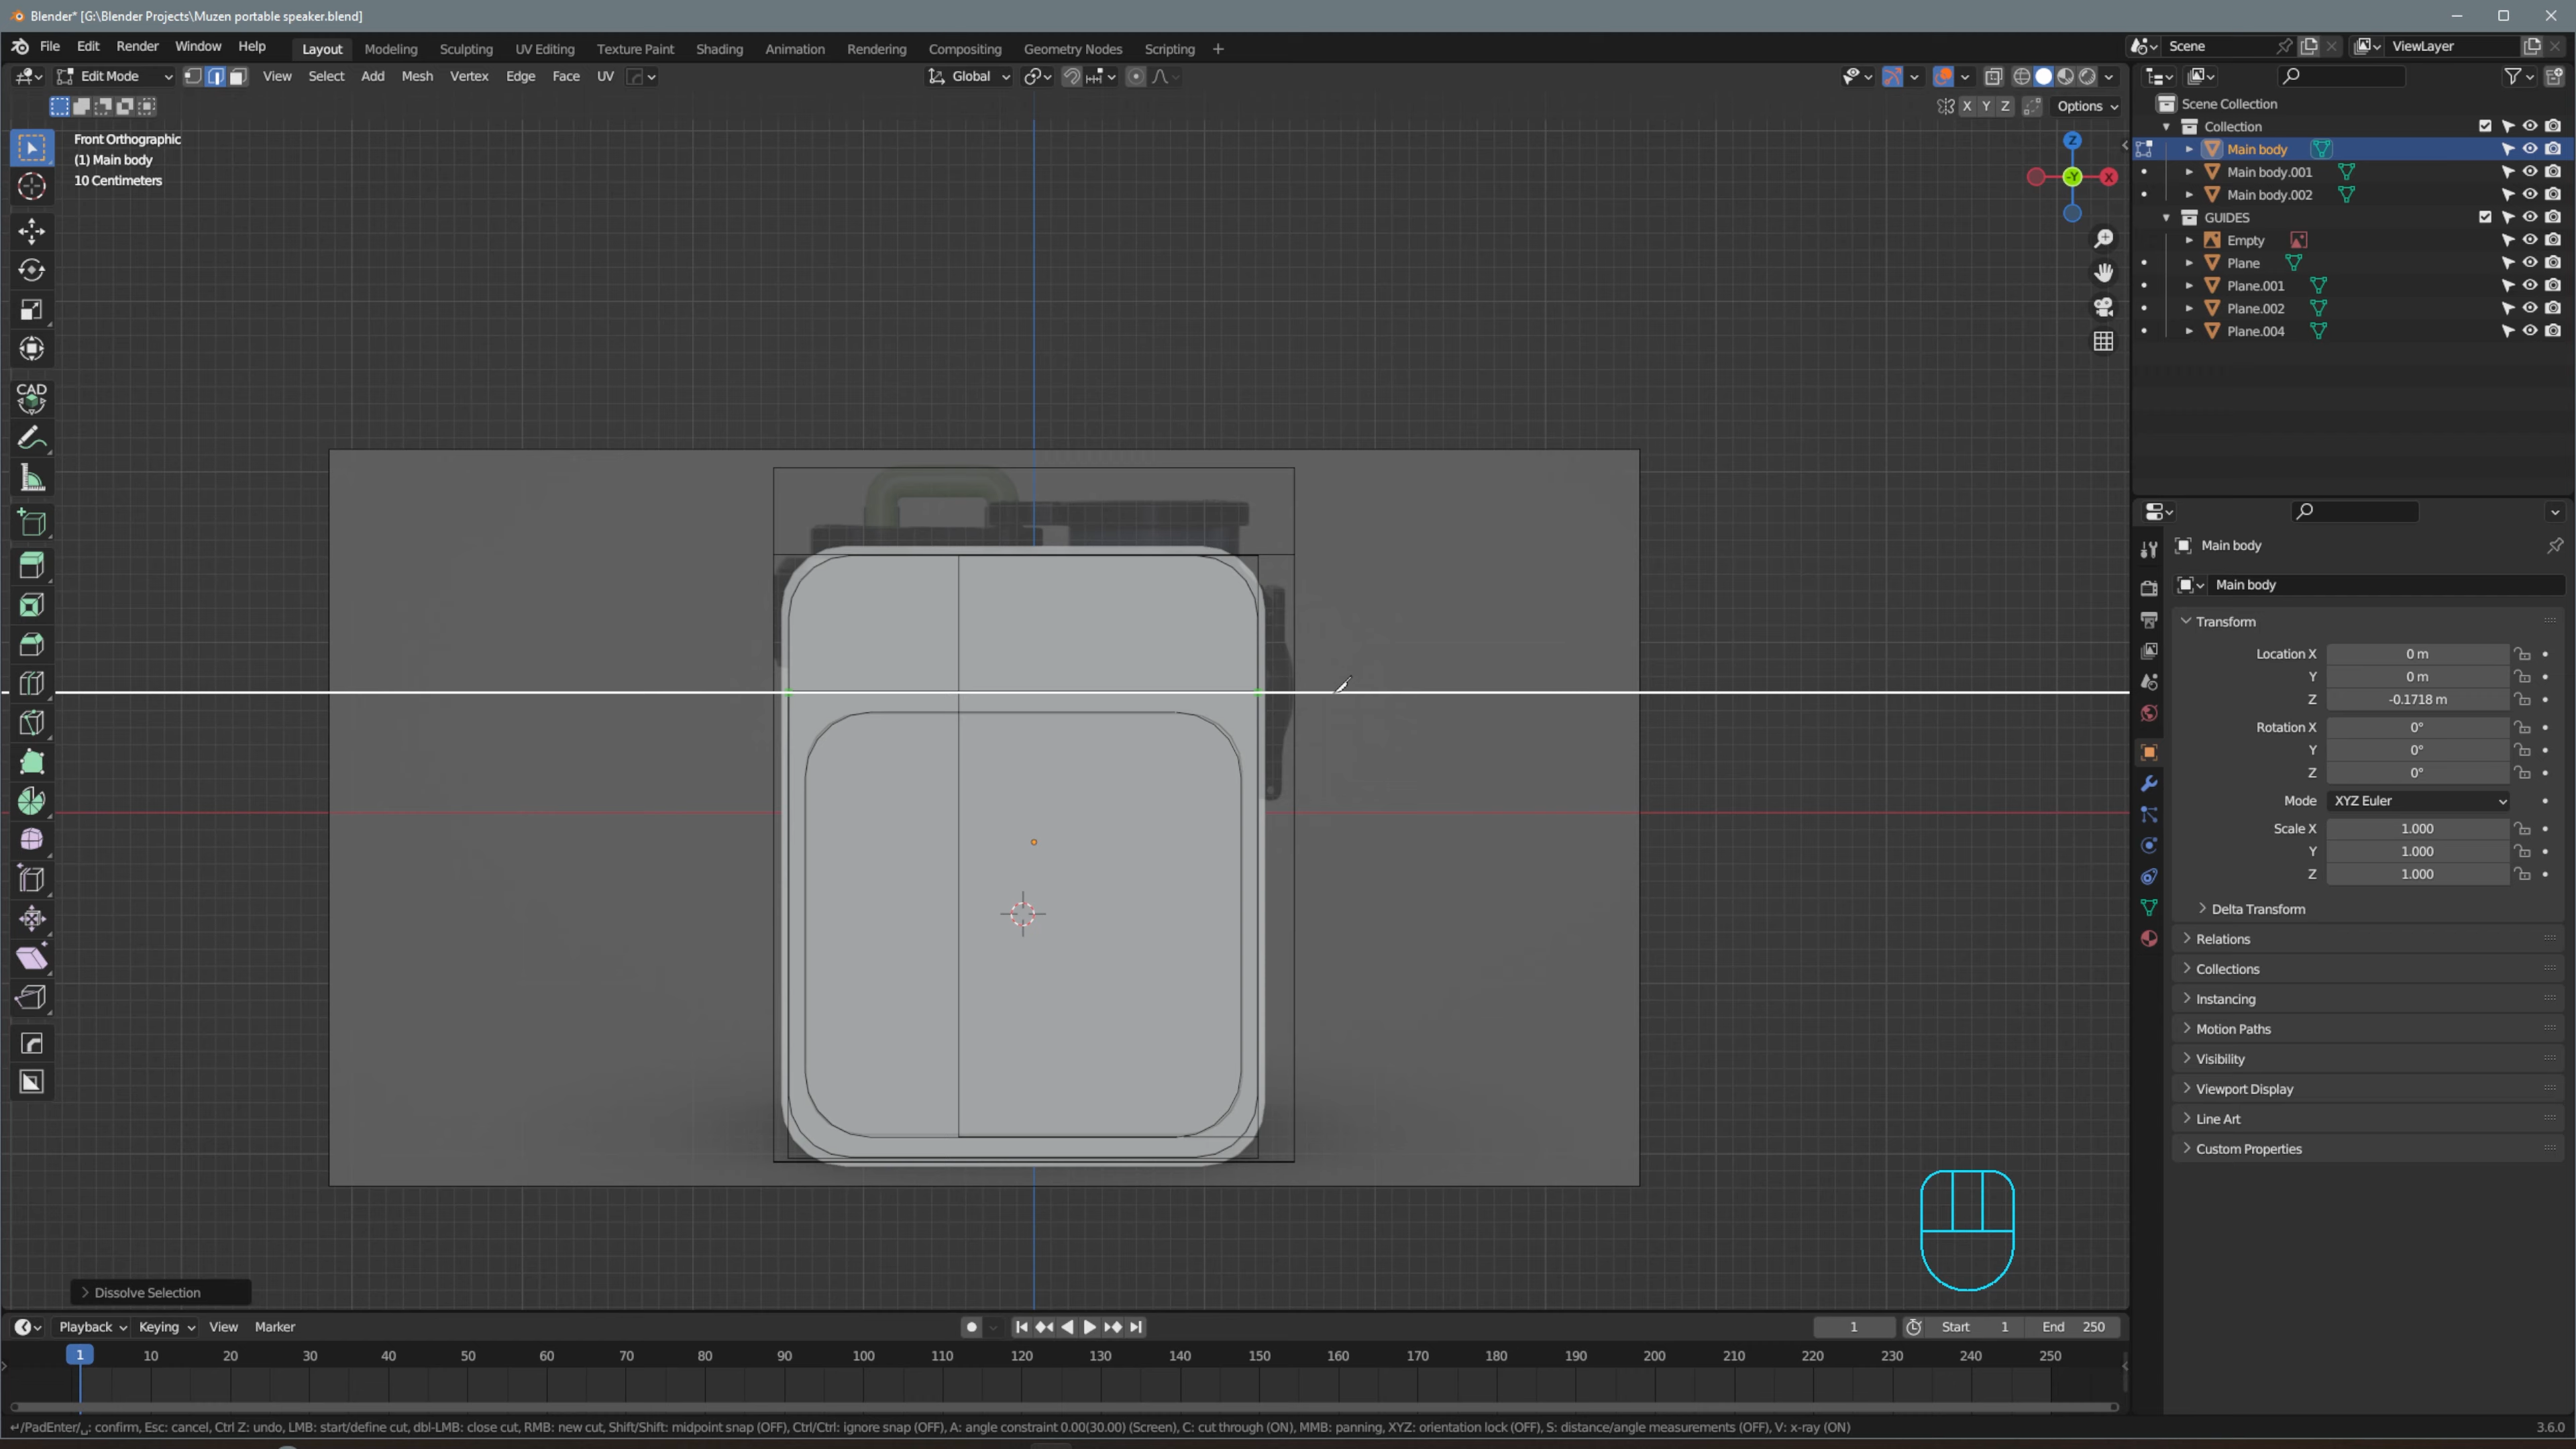 Blender* [G:\Blender Projects\Muzen portable speaker.blend]
File Edit Render Window Help
Layout Modeling Sculpting UV Editing Texture Paint Shading Animation Rendering Compositing Geometry Nodes Scripting +
Scene
ViewLayer
Edit Mode View Select Add Mesh Vertex Edge Face UV
Global
X Y Z Options
Front Orthographic
(1) Main body
10 Centimeters
Z
-Y
X
CAD
Scene Collection
Collection
Main body
Main body.001
Main body.002
GUIDES
Empty
Plane
Plane.001
Plane.002
Plane.004
Main body
Main body
Transform
Location X 0 m
Y 0 m
Z -0.1718 m
Rotation X 0°
Y 0°
Z 0°
Mode XYZ Euler
Scale X 1.000
Y 1.000
Z 1.000
Delta Transform
Relations
Collections
Instancing
Motion Paths
Visibility
Viewport Display
Line Art
Custom Properties
Dissolve Selection
Playback Keying View Marker
1
Start 1
End 250
1 10 20 30 40 50 60 70 80 90 100 110 120 130 140 150 160 170 180 190 200 210 220 230 240 250
↵/PadEnter/␣: confirm, Esc: cancel, Ctrl Z: undo, LMB: start/define cut, dbl-LMB: close cut, RMB: new cut, Shift/Shift: midpoint snap (OFF), Ctrl/Ctrl: ignore snap (OFF), A: angle constraint 0.00(30.00) (Screen), C: cut through (ON), MMB: panning, XYZ: orientation lock (OFF), S: distance/angle measurements (OFF), V: x-ray (ON)
3.6.0